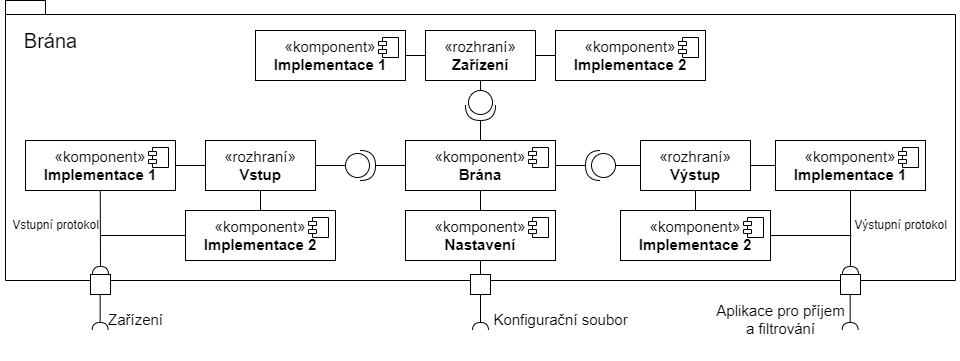 Brána
«komponent»
Implementace 1
«rozhraní»
Zařízení
«komponent»
Implementace 2
«komponent»
Implementace 1
«rozhraní»
Vstup
«komponent»
Brána
«rozhraní»
Výstup
«komponent»
Implementace 1
Vstupní protokol
«komponent»
Implementace 2
«komponent»
Nastavení
«komponent»
Implementace 2
Výstupní protokol
Zařízení
Konfigurační soubor
Aplikace pro příjem
a filtrování